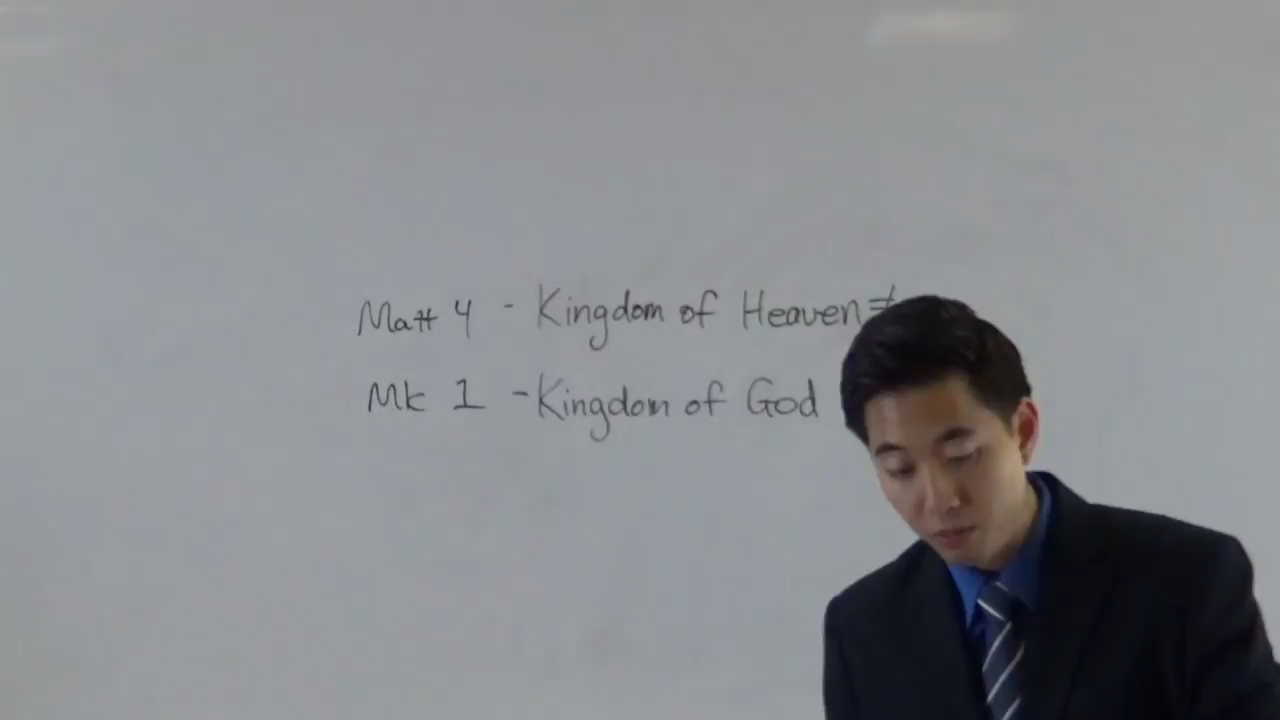 Matt 4 - Kingdom of Heaven ≠
Mk 1 - Kingdom of God